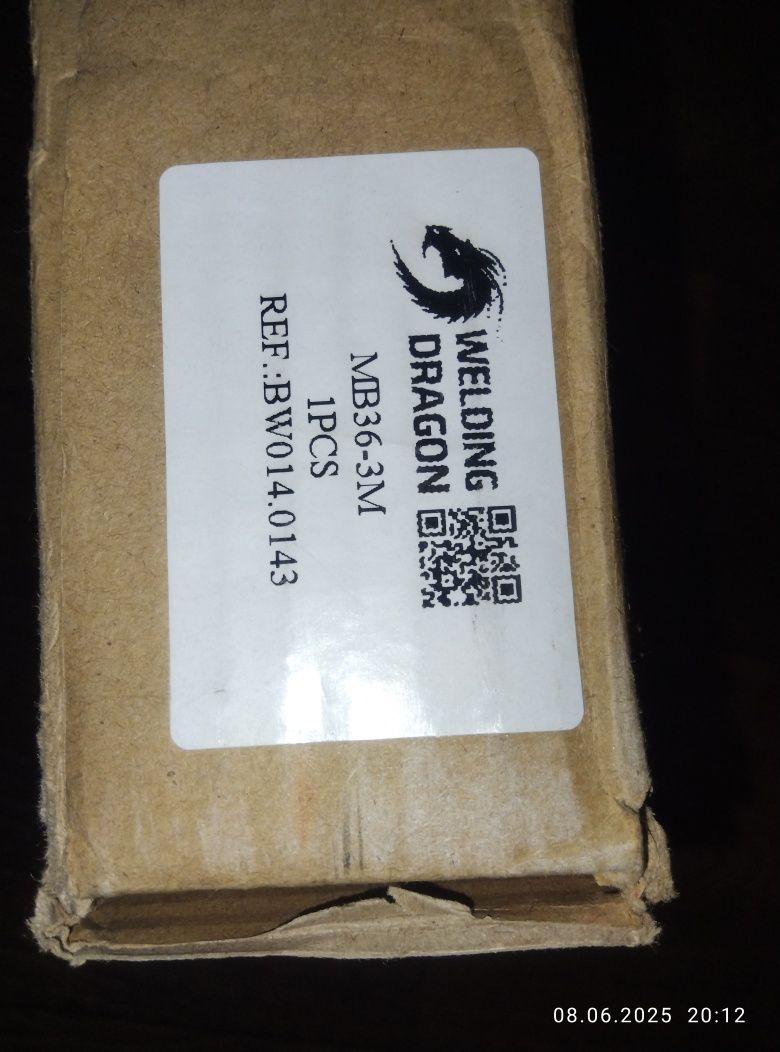 WELDING
DRAGON
MB36-3M
1PCS
REF.:BW014.0143
08.06.2025 20:12